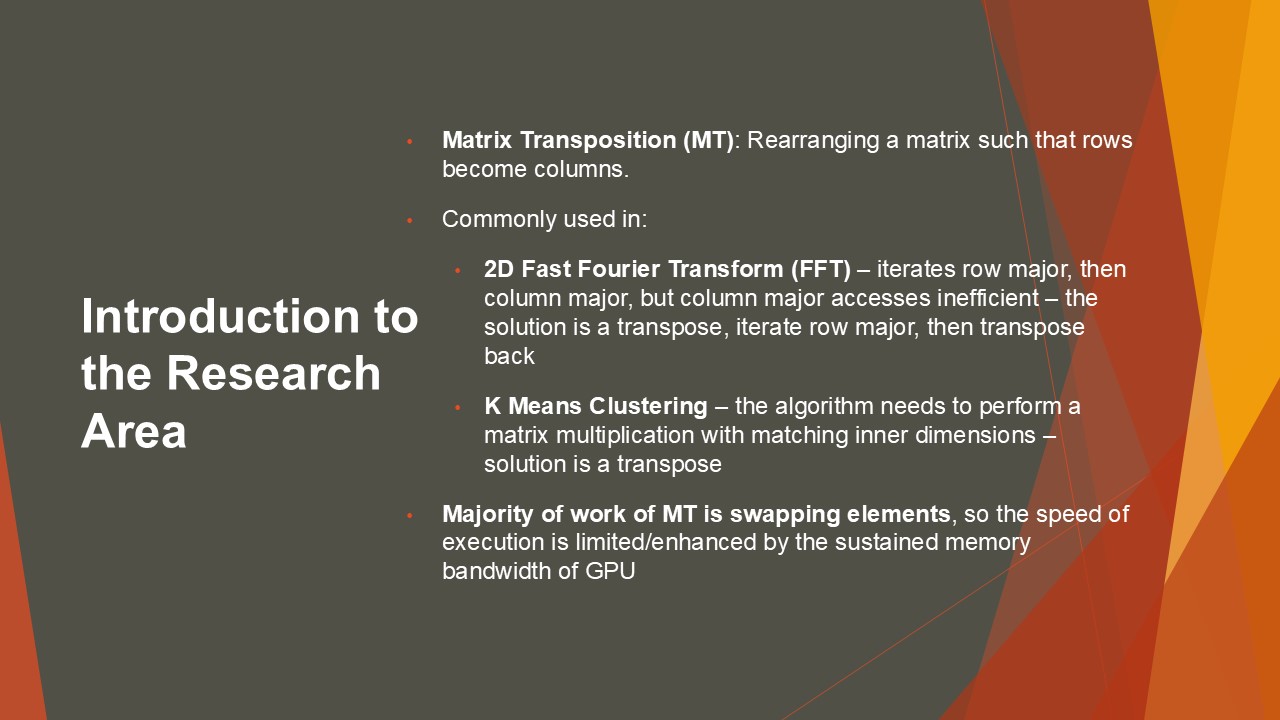 Introduction to
the Research
Area
• Matrix Transposition (MT): Rearranging a matrix such that rows
become columns.
• Commonly used in:
• 2D Fast Fourier Transform (FFT) – iterates row major, then
column major, but column major accesses inefficient – the
solution is a transpose, iterate row major, then transpose
back
• K Means Clustering – the algorithm needs to perform a
matrix multiplication with matching inner dimensions –
solution is a transpose
• Majority of work of MT is swapping elements, so the speed of
execution is limited/enhanced by the sustained memory
bandwidth of GPU